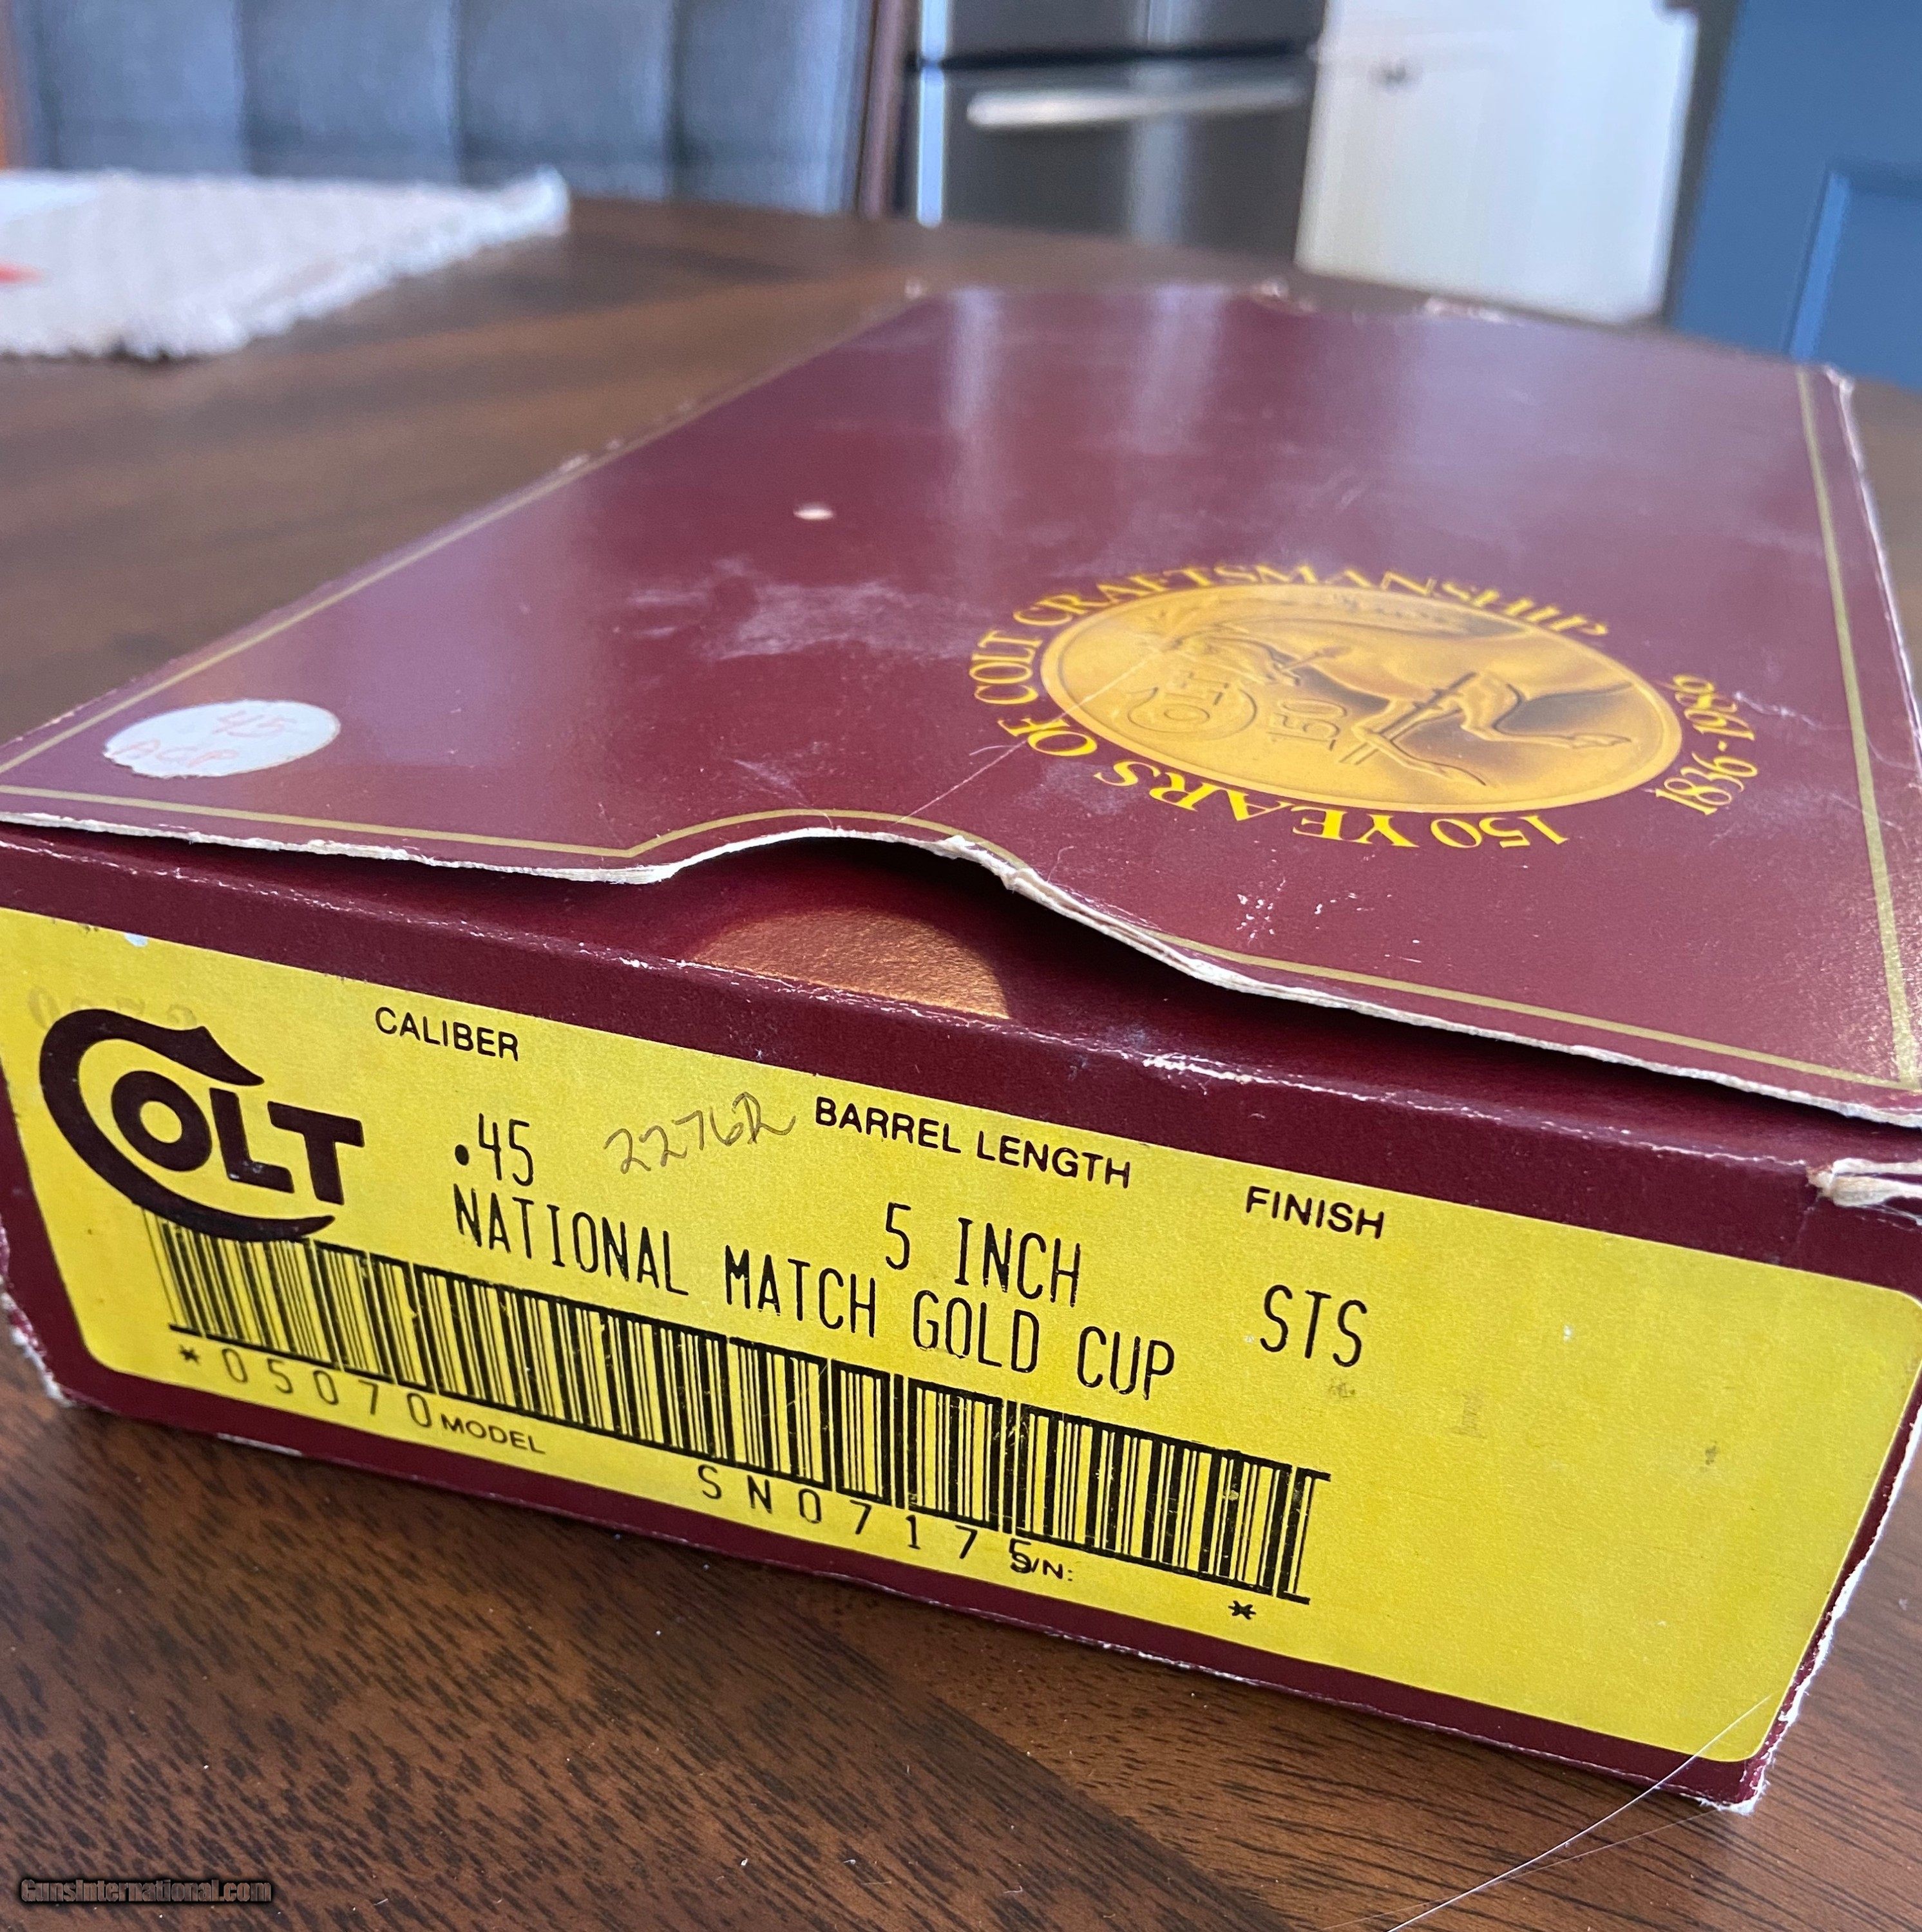 150 YEARS OF COLT CRAFTSMANSHIP
1836-1986
COLT
150
45
ACP
COLT
CALIBER
BARREL LENGTH
FINISH
.45
5 INCH
STS
NATIONAL MATCH GOLD CUP
*05070
MODEL
SN07175
S/N:
*
GunsInternational.com